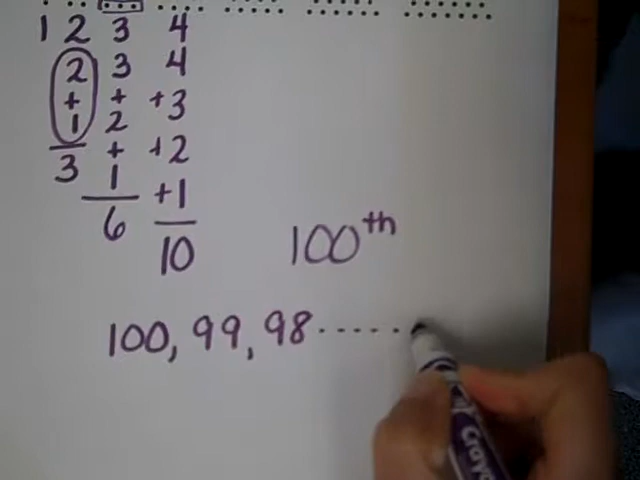 1 2 3 4
2 3 4
+ + +3
1 2
+ +2
3 1 +1
6
10
100th
100, 99, 98 ......
Crayo